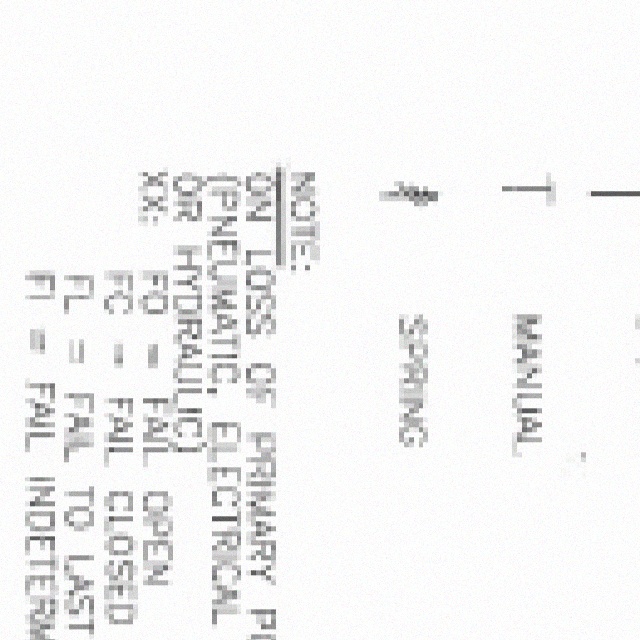 MANUAL
SPRING
NOTE:
ON LOSS OF PRIMARY
(PNEUMATIC, ELECTRICAL
OR HYDRAULIC)
XX:
FO = FAIL OPEN
FC = FAIL CLOSED
FL = FAIL TO LAST
FI = FAIL